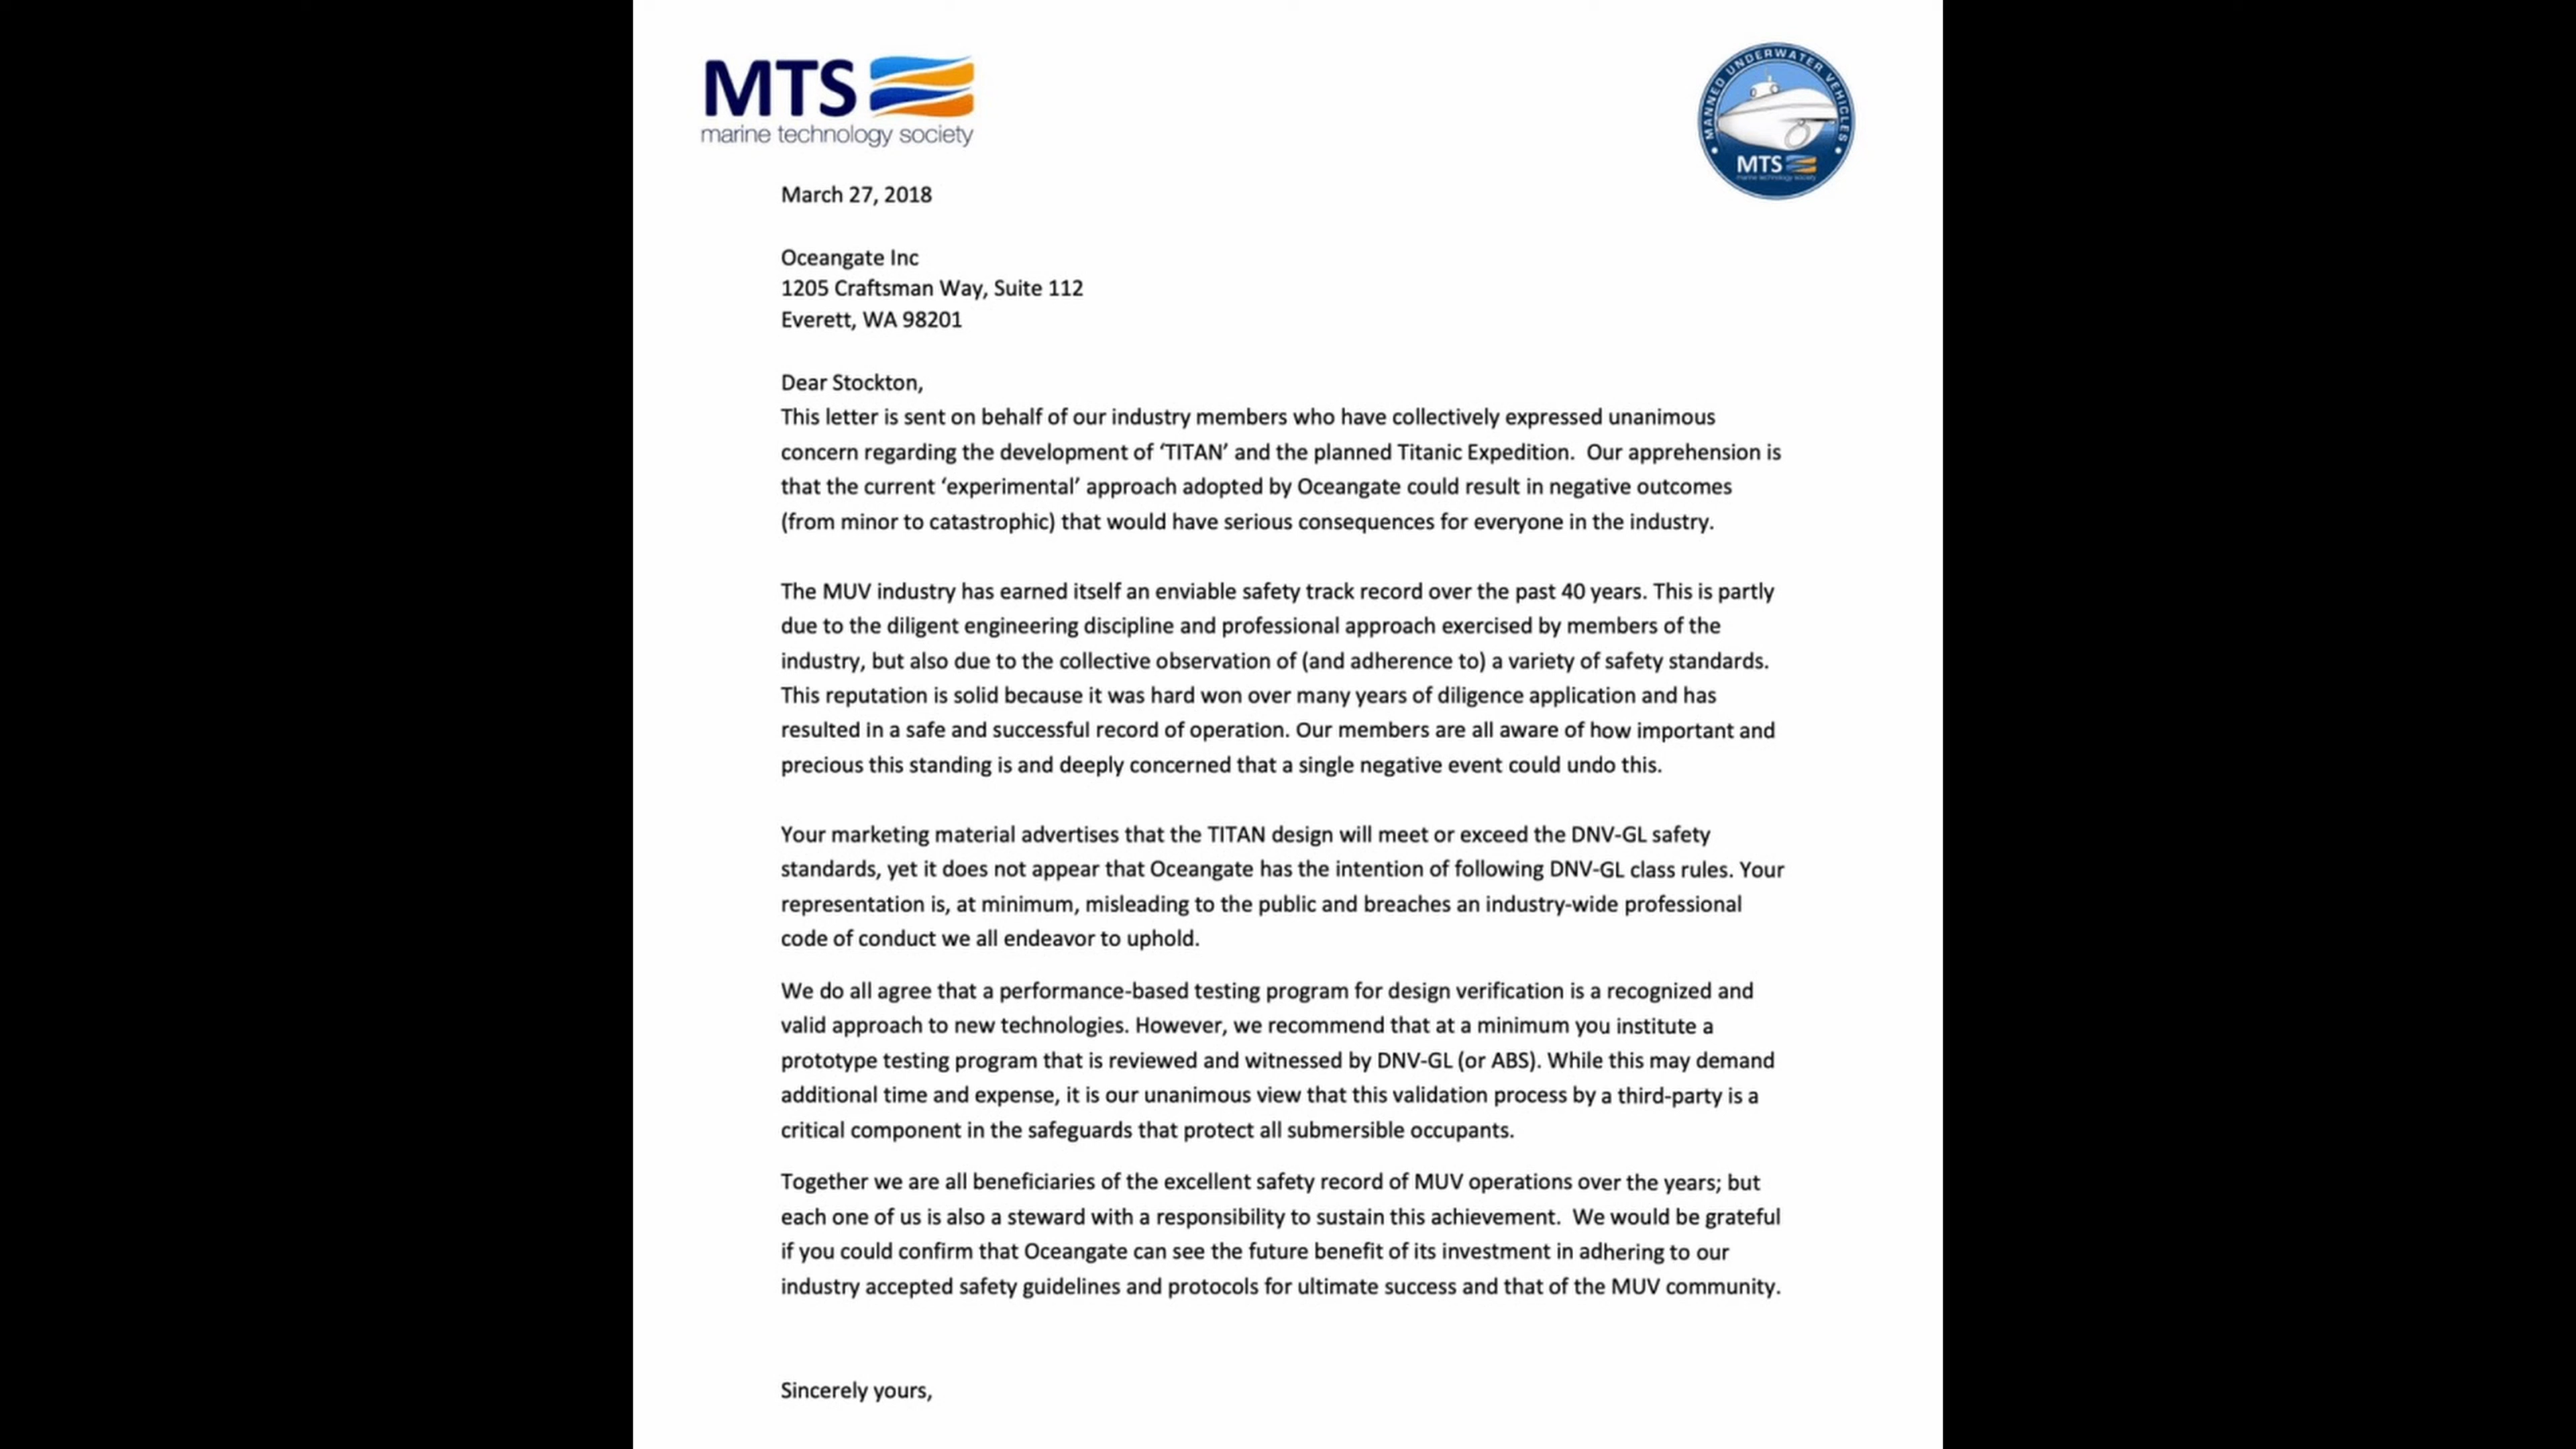 MTS
marine technology society
MANNED UNDERWATER VEHICLES
MTS
marine technology society
March 27, 2018
Oceangate Inc
1205 Craftsman Way, Suite 112
Everett, WA 98201
Dear Stockton,
This letter is sent on behalf of our industry members who have collectively expressed unanimous
concern regarding the development of ‘TITAN’ and the planned Titanic Expedition.  Our apprehension is
that the current ‘experimental’ approach adopted by Oceangate could result in negative outcomes
(from minor to catastrophic) that would have serious consequences for everyone in the industry.
The MUV industry has earned itself an enviable safety track record over the past 40 years. This is partly
due to the diligent engineering discipline and professional approach exercised by members of the
industry, but also due to the collective observation of (and adherence to) a variety of safety standards.
This reputation is solid because it was hard won over many years of diligence application and has
resulted in a safe and successful record of operation. Our members are all aware of how important and
precious this standing is and deeply concerned that a single negative event could undo this.
Your marketing material advertises that the TITAN design will meet or exceed the DNV-GL safety
standards, yet it does not appear that Oceangate has the intention of following DNV-GL class rules. Your
representation is, at minimum, misleading to the public and breaches an industry-wide professional
code of conduct we all endeavor to uphold.
We do all agree that a performance-based testing program for design verification is a recognized and
valid approach to new technologies. However, we recommend that at a minimum you institute a
prototype testing program that is reviewed and witnessed by DNV-GL (or ABS). While this may demand
additional time and expense, it is our unanimous view that this validation process by a third-party is a
critical component in the safeguards that protect all submersible occupants.
Together we are all beneficiaries of the excellent safety record of MUV operations over the years; but
each one of us is also a steward with a responsibility to sustain this achievement.  We would be grateful
if you could confirm that Oceangate can see the future benefit of its investment in adhering to our
industry accepted safety guidelines and protocols for ultimate success and that of the MUV community.
Sincerely yours,